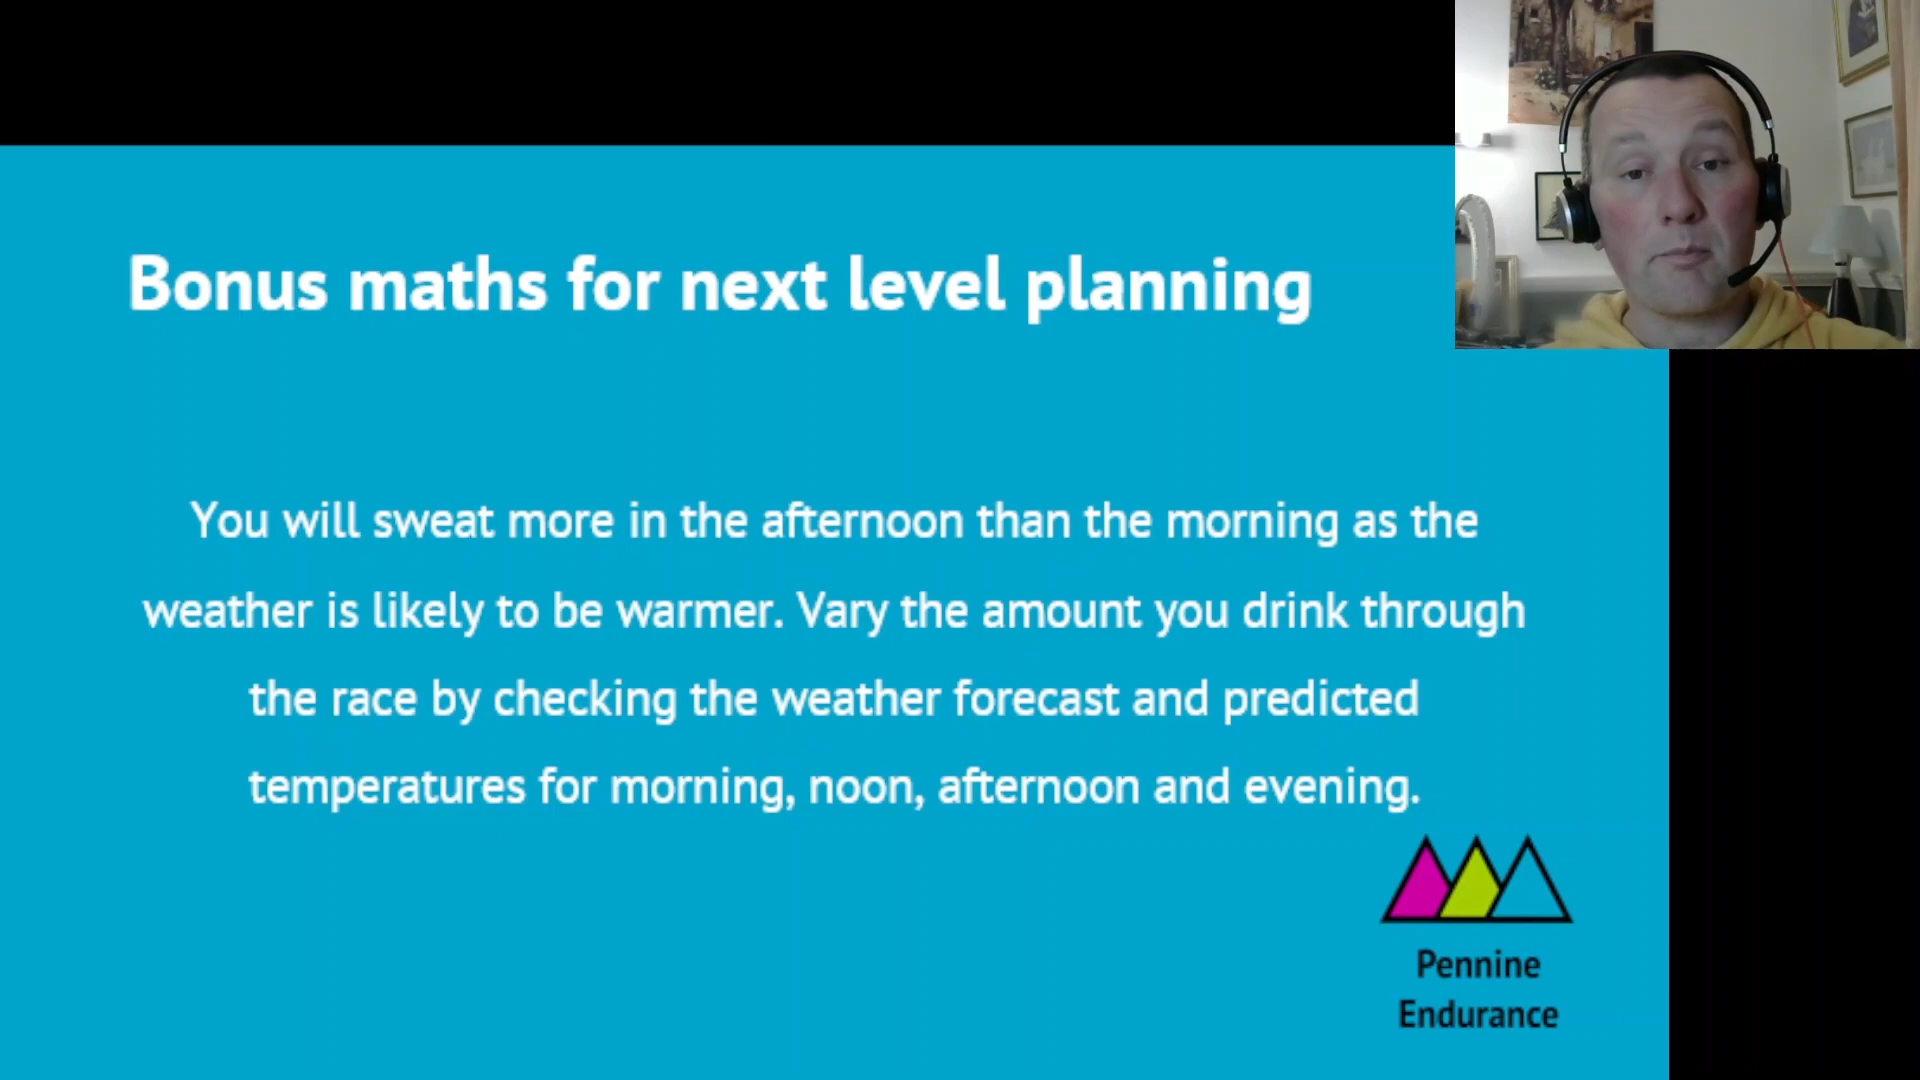 Bonus maths for next level planning
You will sweat more in the afternoon than the morning as the
weather is likely to be warmer. Vary the amount you drink through
the race by checking the weather forecast and predicted
temperatures for morning, noon, afternoon and evening.
Pennine
Endurance